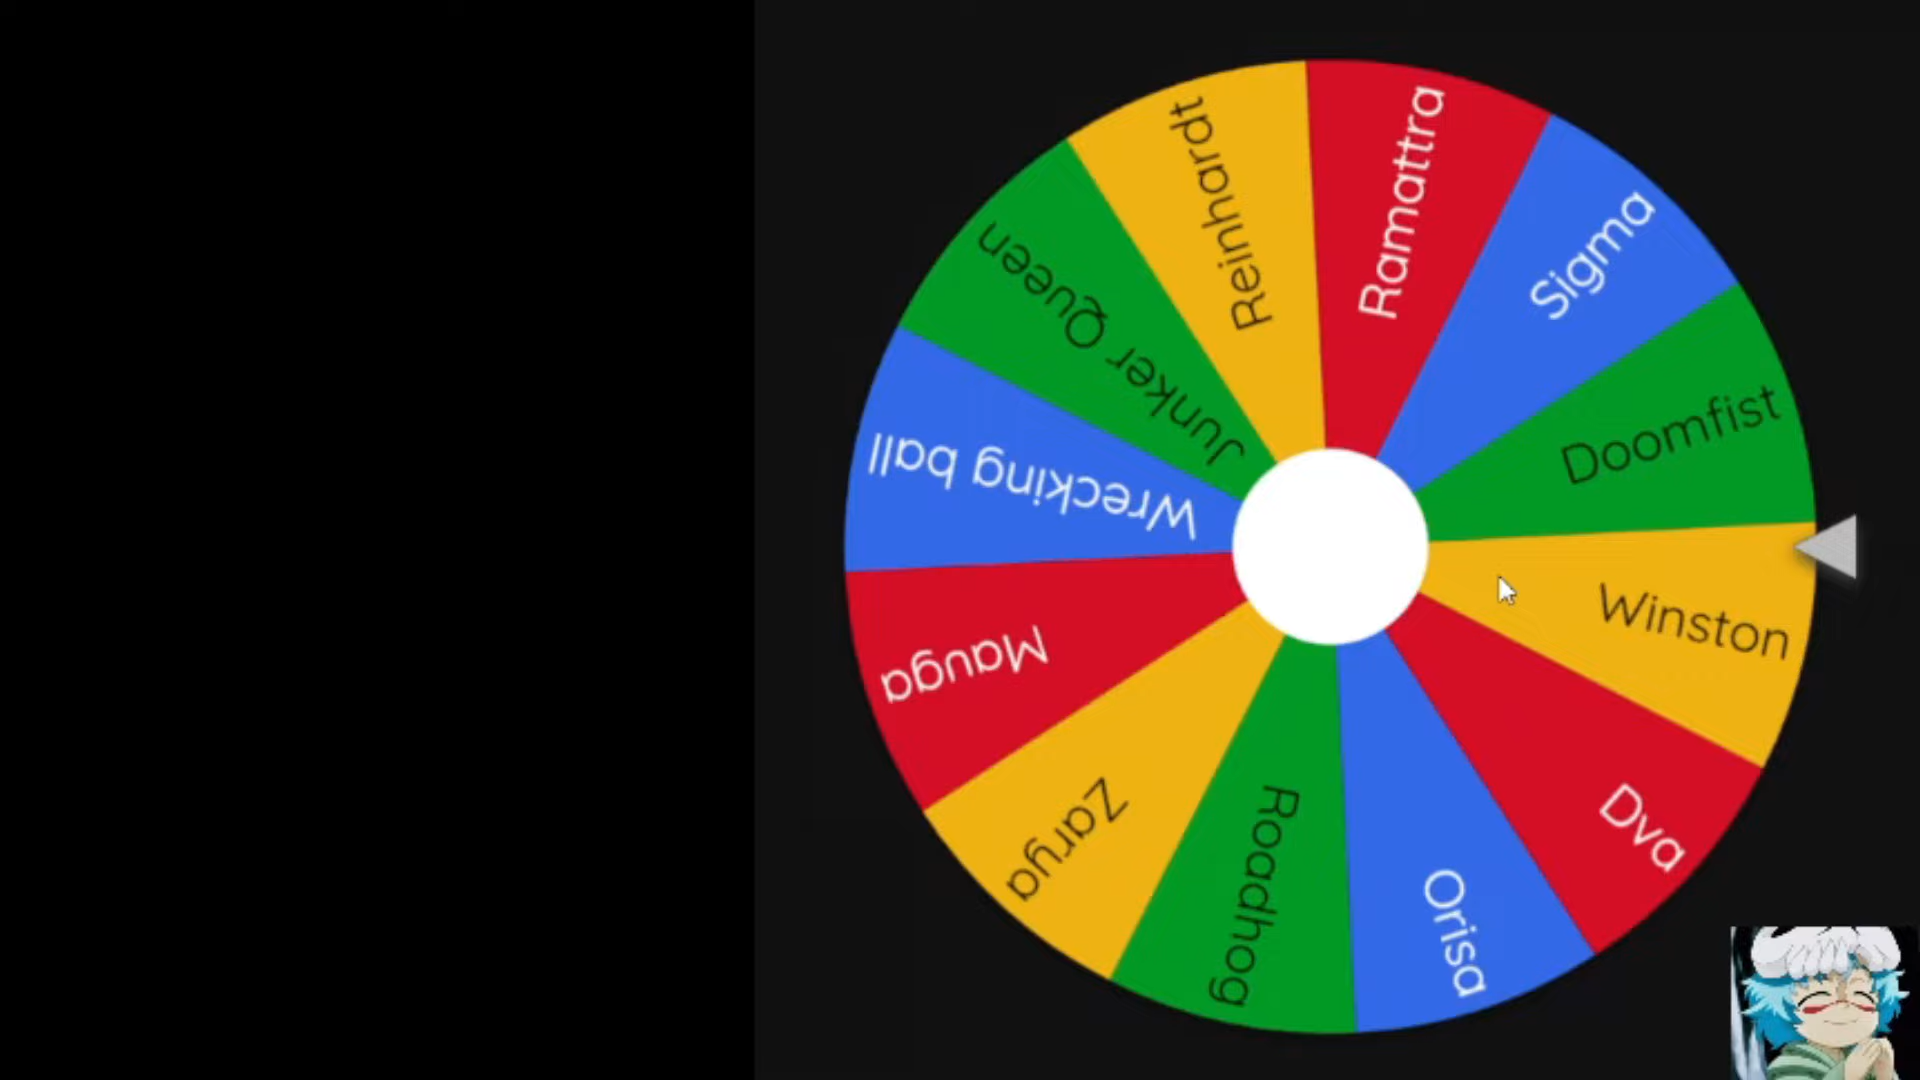 Reinhardt
Ramattra
Sigma
Doomfist
Winston
Dva
Orisa
Roadhog
Zarya
Mauga
Wrecking ball
Junker Queen